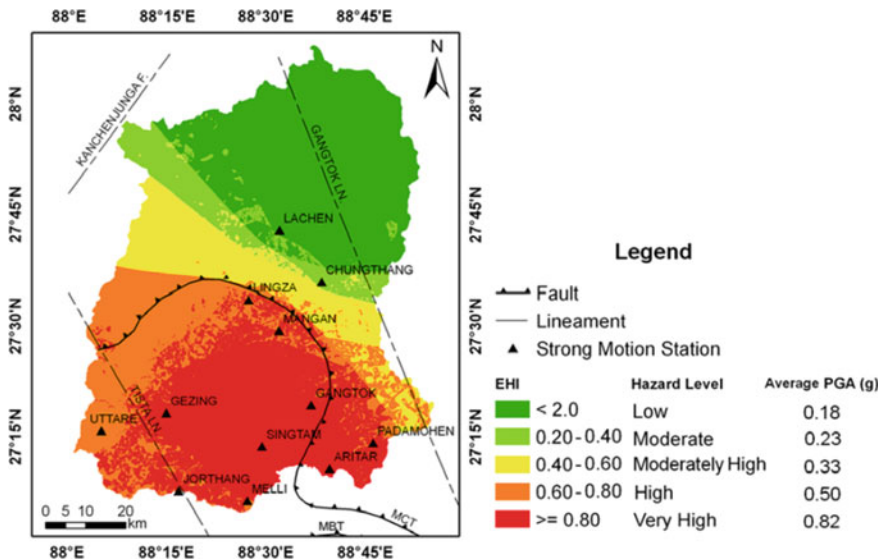 88°E 88°15'E 88°30'E 88°45'E
N
KANCHENJUNGA F.
GANGTOK LN.
28°N 28°N
27°45'N 27°45'N
LACHEN
CHUNGTHANG
LINGZA
27°30'N 27°30'N
MANGAN
TISTA LN.
GEZING
GANGTOK
UTTARE
27°15'N 27°15'N
SINGTAM
PADAMCHEN
ARITAR
JORTHANG
MELLI
MCT
MBT
0 5 10 20
km
88°E 88°15'E 88°30'E 88°45'E
Legend
Fault
Lineament
Strong Motion Station
EHI Hazard Level Average PGA (g)
< 2.0 Low 0.18
0.20 - 0.40 Moderate 0.23
0.40 - 0.60 Moderately High 0.33
0.60 - 0.80 High 0.50
>= 0.80 Very High 0.82